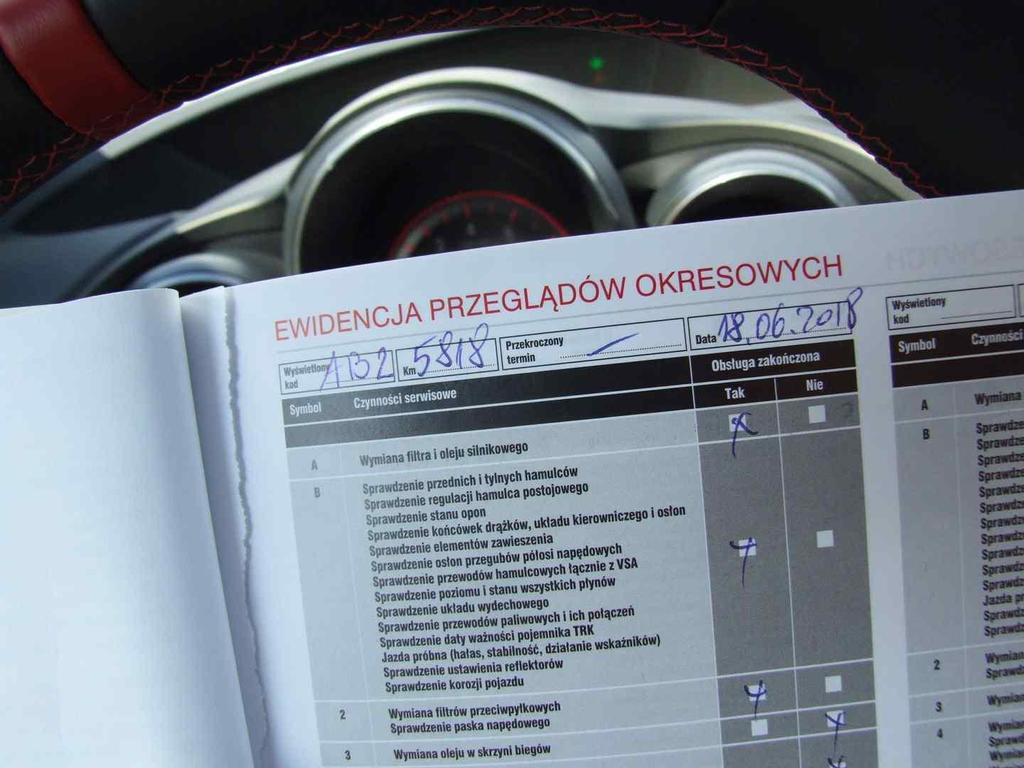 EWIDENCJA PRZEGLĄDÓW OKRESOWYCH
Wyświetlony kod AB2 Km 5818 Przekroczony termin Data 18.06.2018
Symbol Czynności serwisowe Obsługa zakończona
Tak Nie
A Wymiana filtra i oleju silnikowego
B Sprawdzenie przednich i tylnych hamulców
Sprawdzenie regulacji hamulca postojowego
Sprawdzenie stanu opon
Sprawdzenie końcówek drążków, układu kierowniczego i osłon
Sprawdzenie elementów zawieszenia
Sprawdzenie osłon przegubów półosi napędowych
Sprawdzenie przewodów hamulcowych łącznie z VSA
Sprawdzenie poziomu i stanu wszystkich płynów
Sprawdzenie układu wydechowego
Sprawdzenie przewodów paliwowych i ich połączeń
Sprawdzenie daty ważności pojemnika TRK
Jazda próbna (hałas, stabilność, działanie wskaźników)
Sprawdzenie ustawienia reflektorów
Sprawdzenie korozji pojazdu
2 Wymiana filtrów przeciwpyłkowych
Sprawdzenie paska napędowego
3 Wymiana oleju w skrzyni biegów
Wyświetlony kod
Symbol Czynności
A Wymiana
B
2
3
4